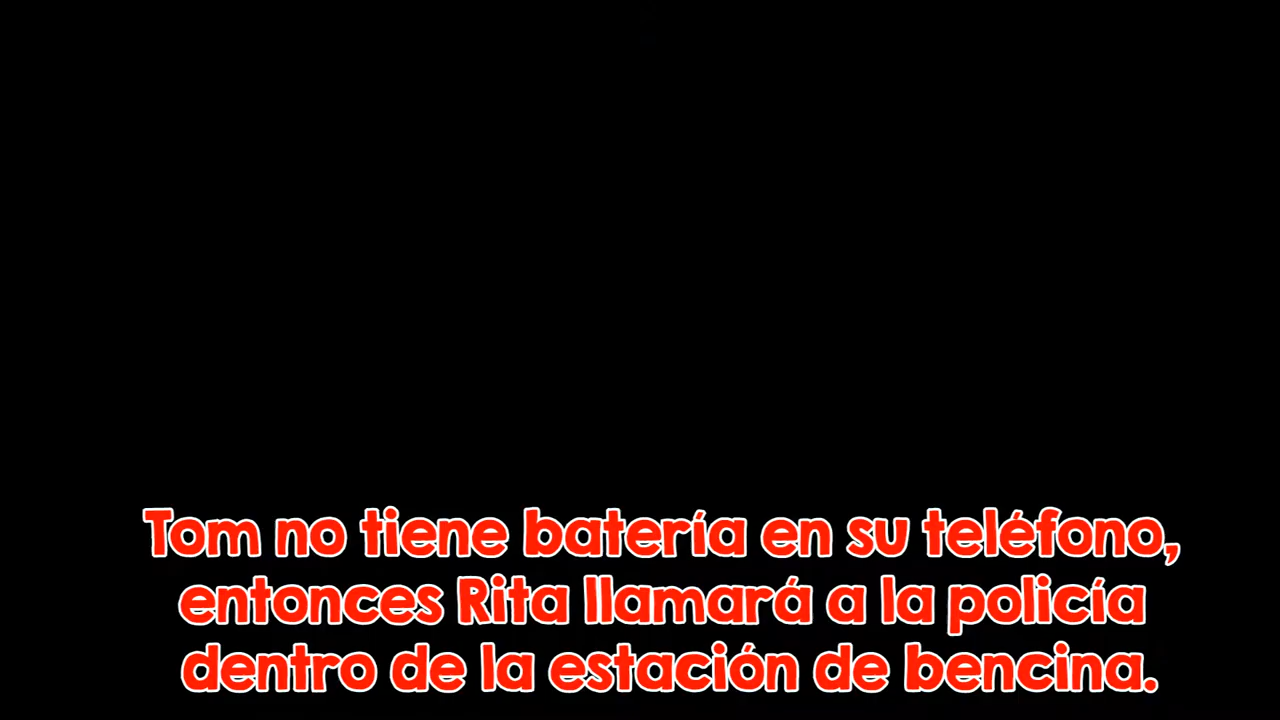 Tom no tiene batería en su teléfono,
entonces Rita llamará a la policía
dentro de la estación de bencina.